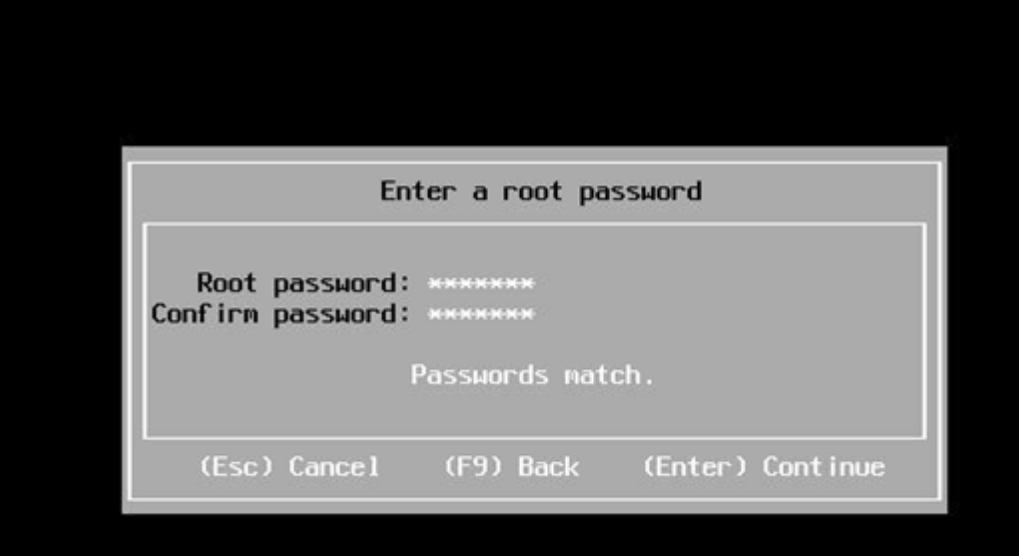 Enter a root password
Root password: *******
Confirm password: *******
Passwords match.
(Esc) Cancel (F9) Back (Enter) Continue